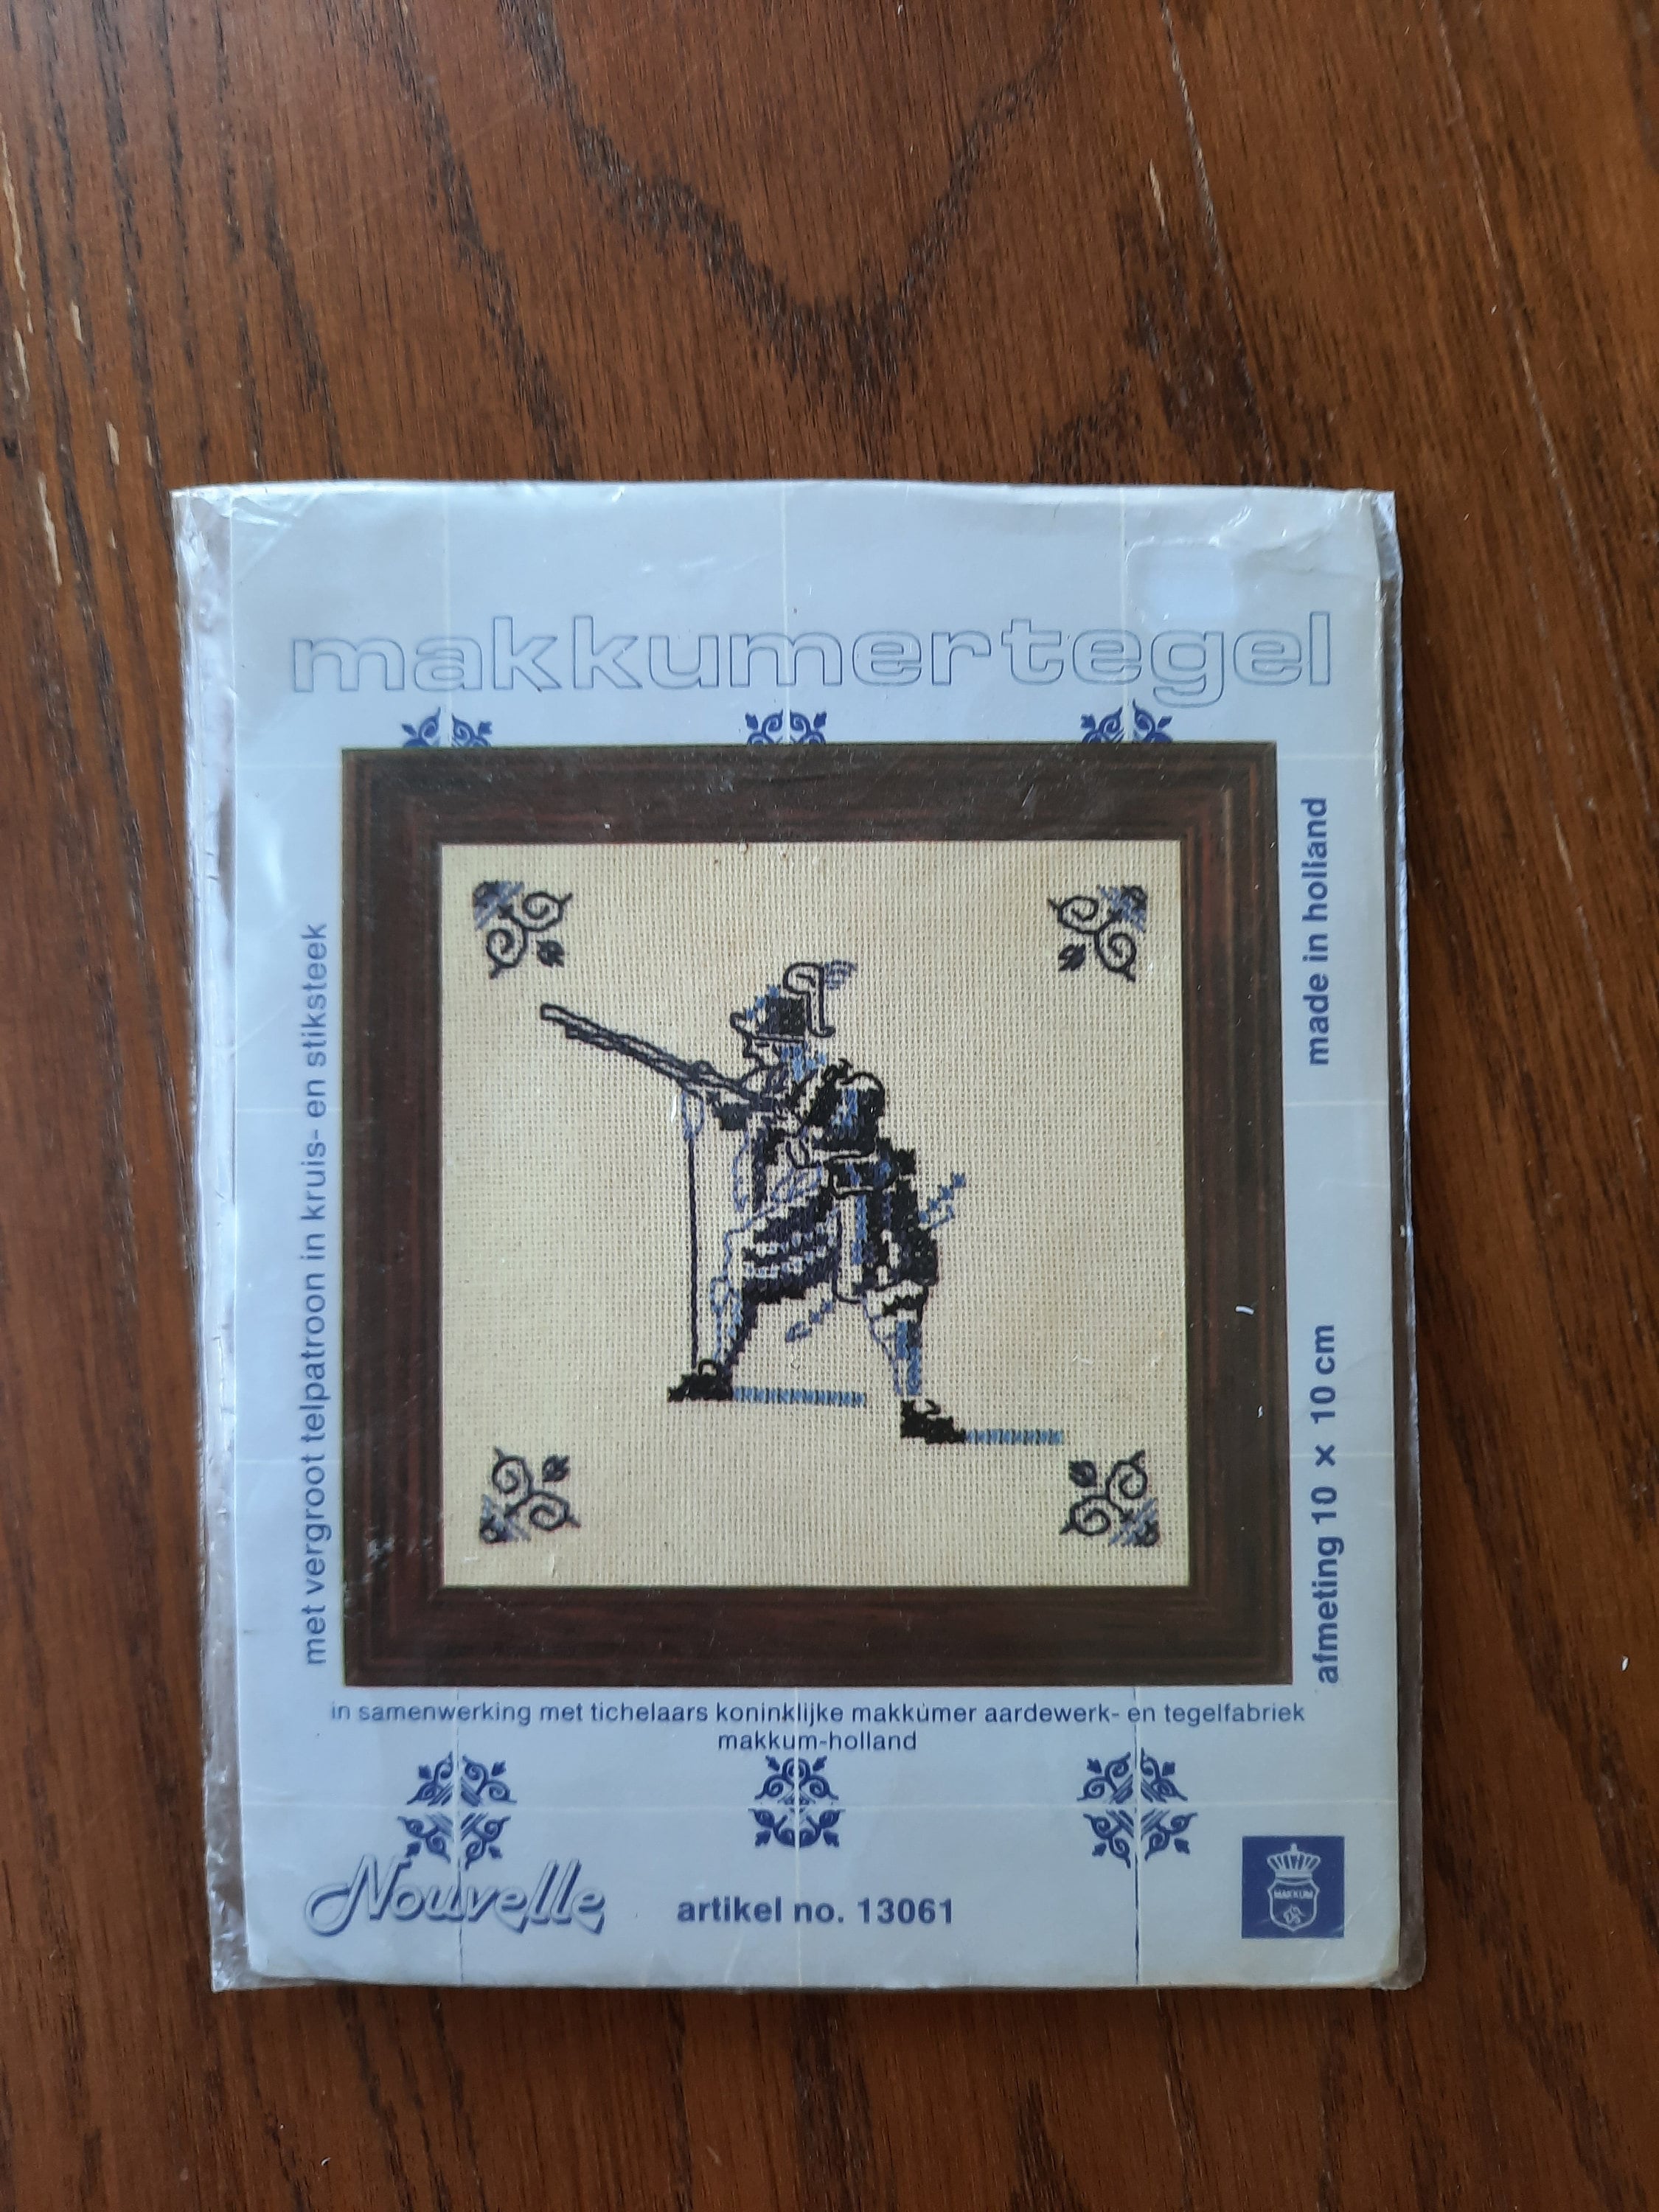 makkumertegel
met vergroot telpatroon in kruis- en stiksteek
made in holland
afmeting 10 x 10 cm
in samenwerking met tichelaars koninklijke makkumer aardewerk- en tegelfabriek
makkum-holland
Nouvelle
artikel no. 13061
MAKKUM